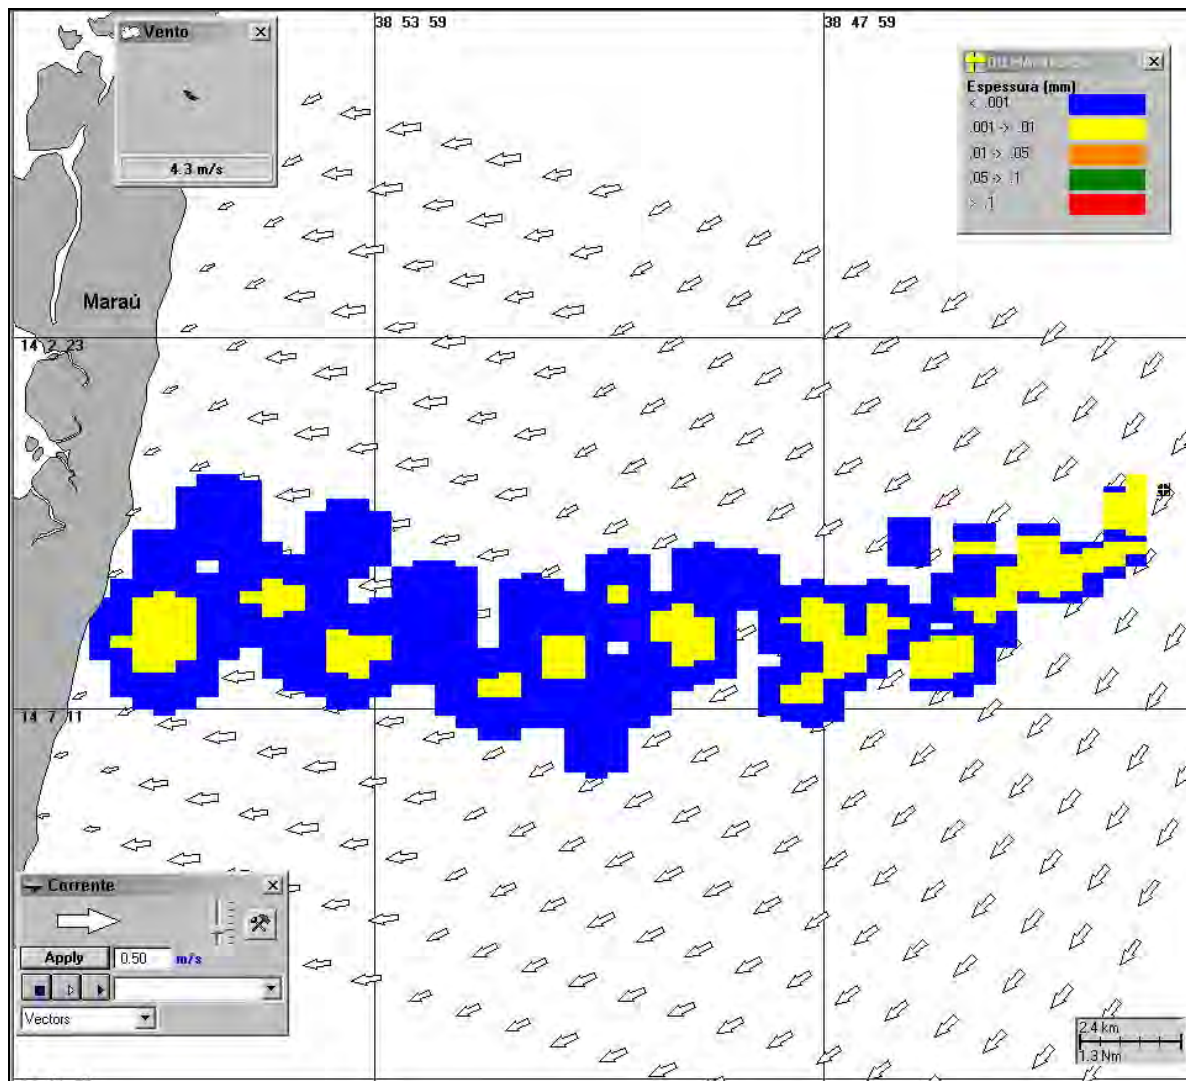 38 53 59
38 47 59
Vento
4.3 m/s
Espessura (mm)
< .001
.001 -> .01
.01 -> .05
.05 -> .1
> .1
Maraú
14 2 23
14 7 11
Corrente
Apply
0.50
m/s
Vectors
2.4 km
1.3 Nm